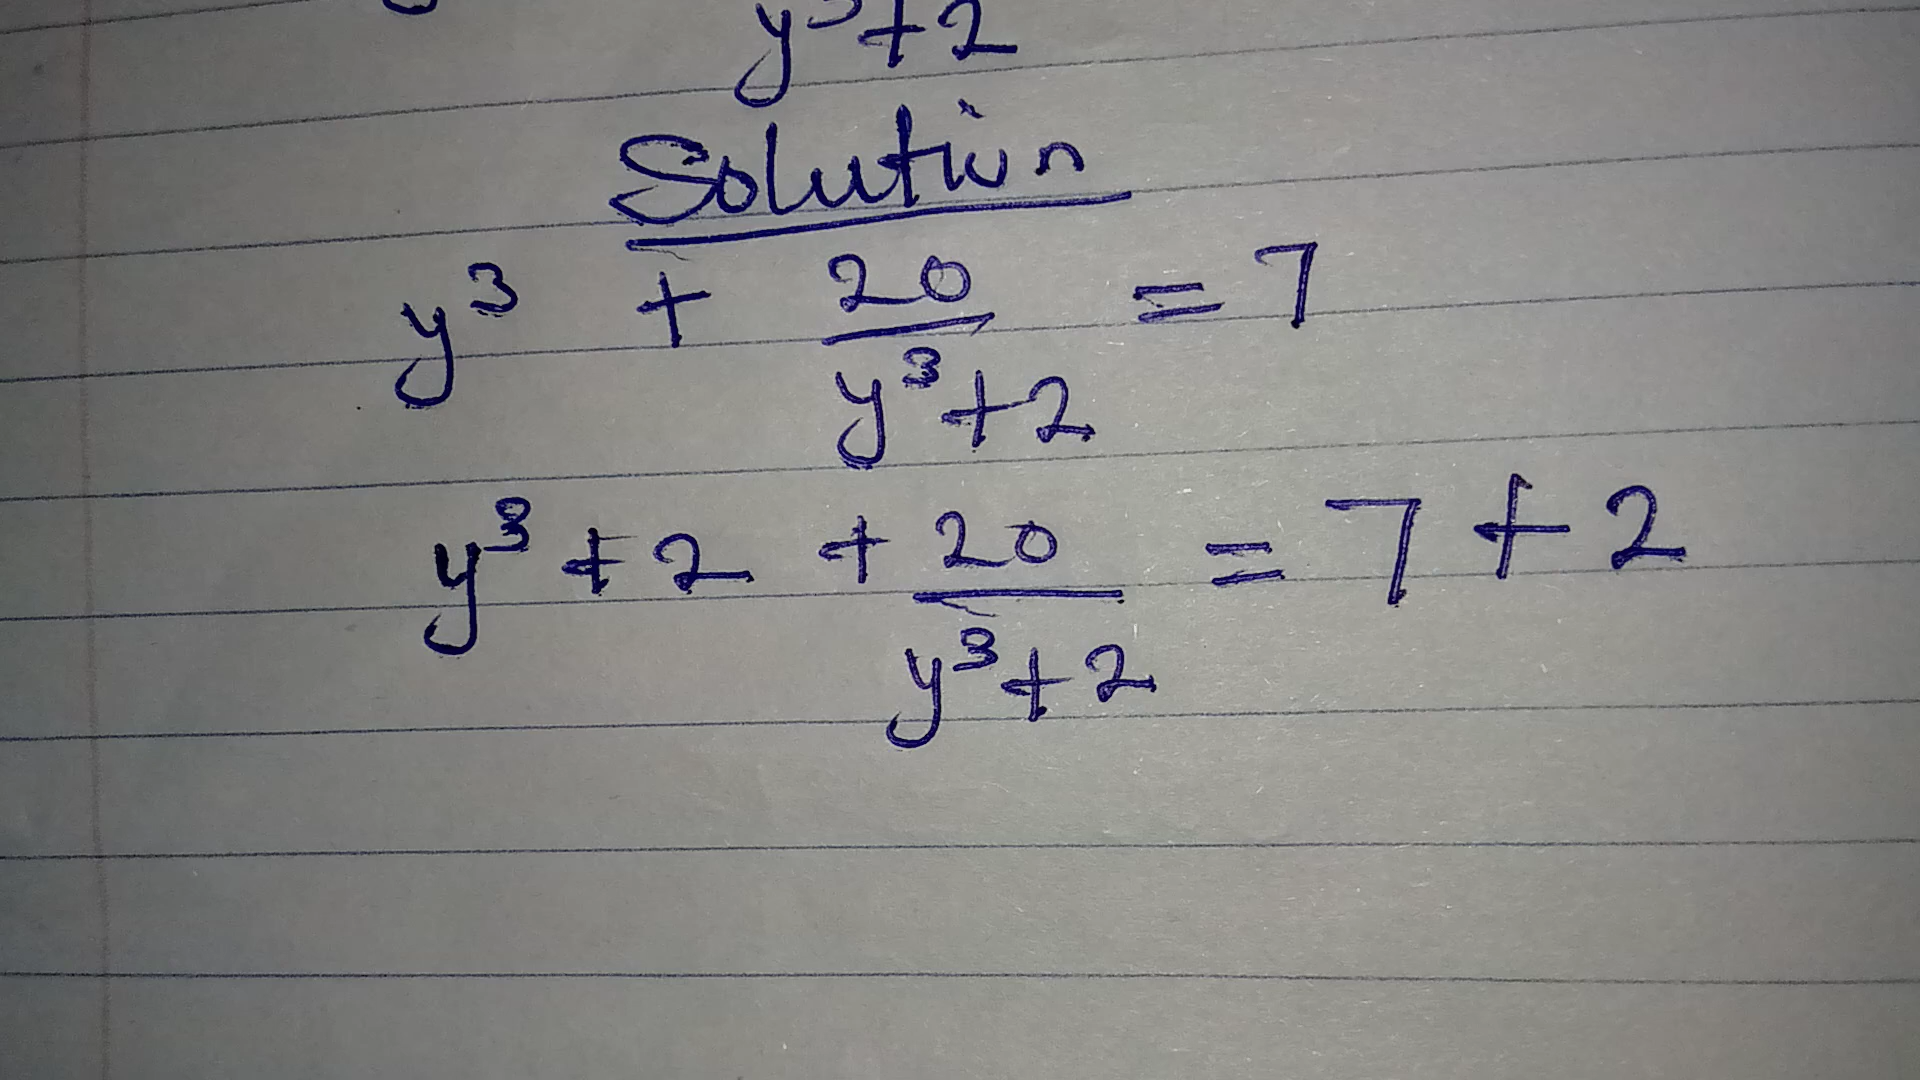 y³+2
Solution
y³ + 20/y³+2 = 7
y³ + 2 + 20/y³+2 = 7 + 2